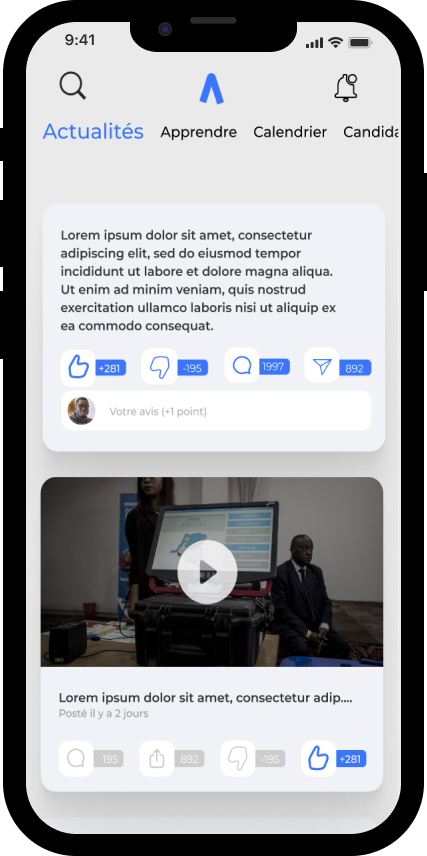 9:41
Actualités Apprendre Calendrier Candida
Lorem ipsum dolor sit amet, consectetur
adipiscing elit, sed do eiusmod tempor
incididunt ut labore et dolore magna aliqua.
Ut enim ad minim veniam, quis nostrud
exercitation ullamco laboris nisi ut aliquip ex
ea commodo consequat.
+281 -195 1997 892
Votre avis (+1 point)
Lorem ipsum dolor sit amet, consectetur adip....
Posté il y a 2 jours
195 892 -195 +281